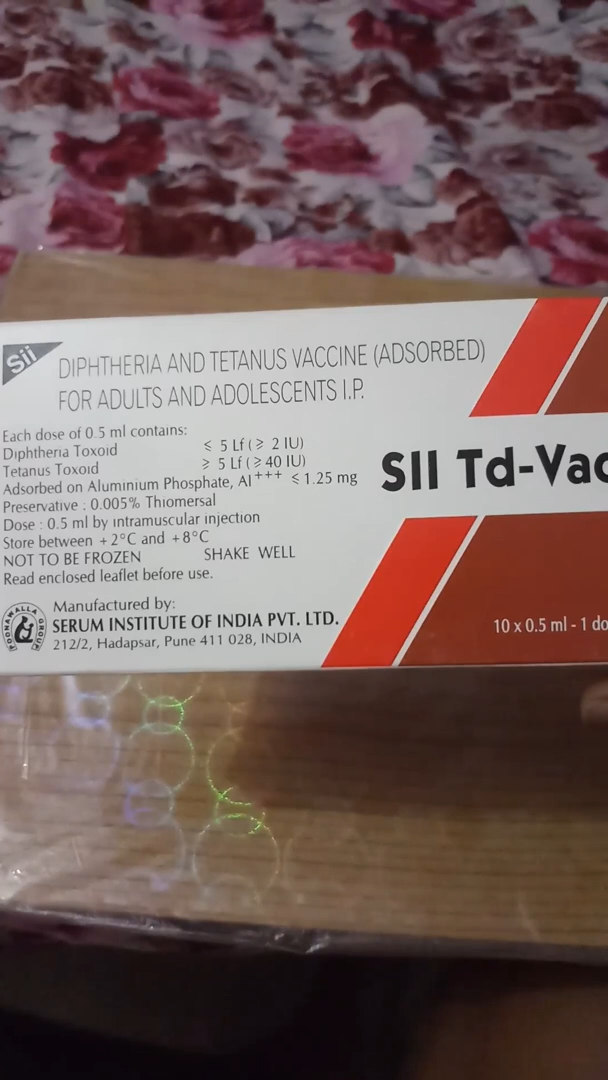 Sii
DIPHTHERIA AND TETANUS VACCINE (ADSORBED)
FOR ADULTS AND ADOLESCENTS I.P.
Each dose of 0.5 ml contains:
Diphtheria Toxoid ≤ 5 Lf (≥ 2 IU)
Tetanus Toxoid ≥ 5 Lf (≥ 40 IU)
Adsorbed on Aluminium Phosphate, Al+++ ≤ 1.25 mg
Preservative : 0.005% Thiomersal
Dose : 0.5 ml by intramuscular injection
Store between +2°C and +8°C
NOT TO BE FROZEN SHAKE WELL
Read enclosed leaflet before use.
POONAWALLA GROUP
Manufactured by:
SERUM INSTITUTE OF INDIA PVT. LTD.
212/2, Hadapsar, Pune 411 028, INDIA
SII Td-Vac
10 x 0.5 ml - 1 do